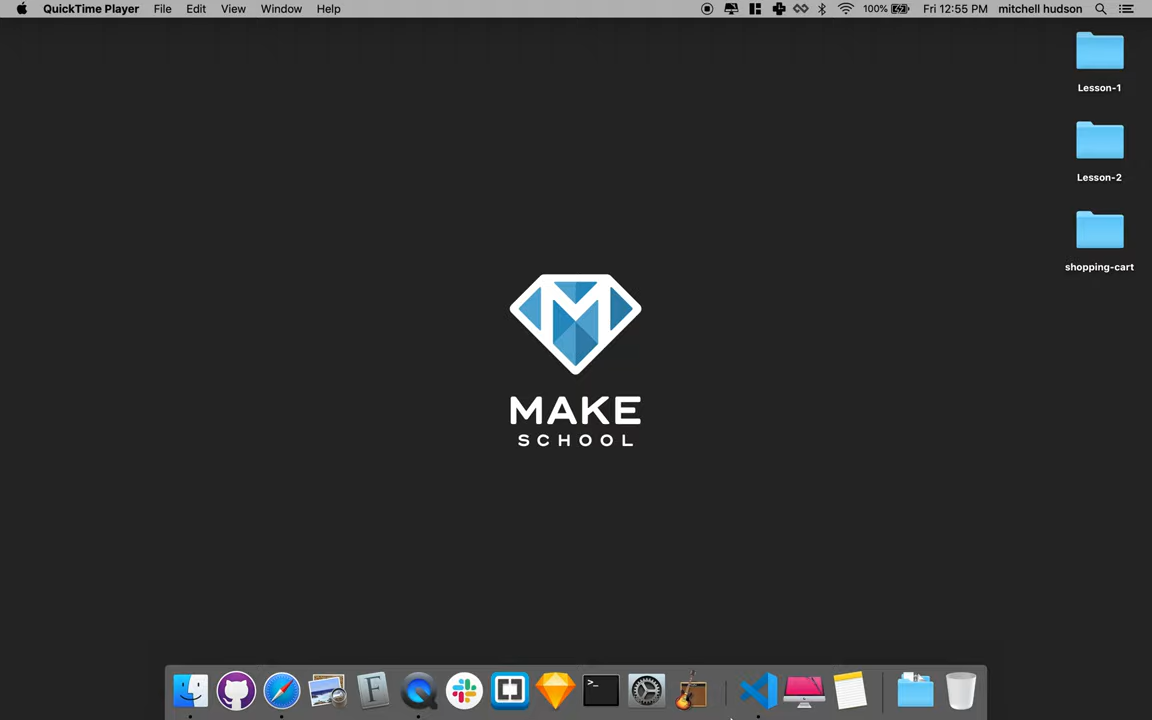 QuickTime Player File Edit View Window Help 100% Fri 12:55 PM mitchell hudson
Lesson-1
Lesson-2
shopping-cart
MAKE
SCHOOL